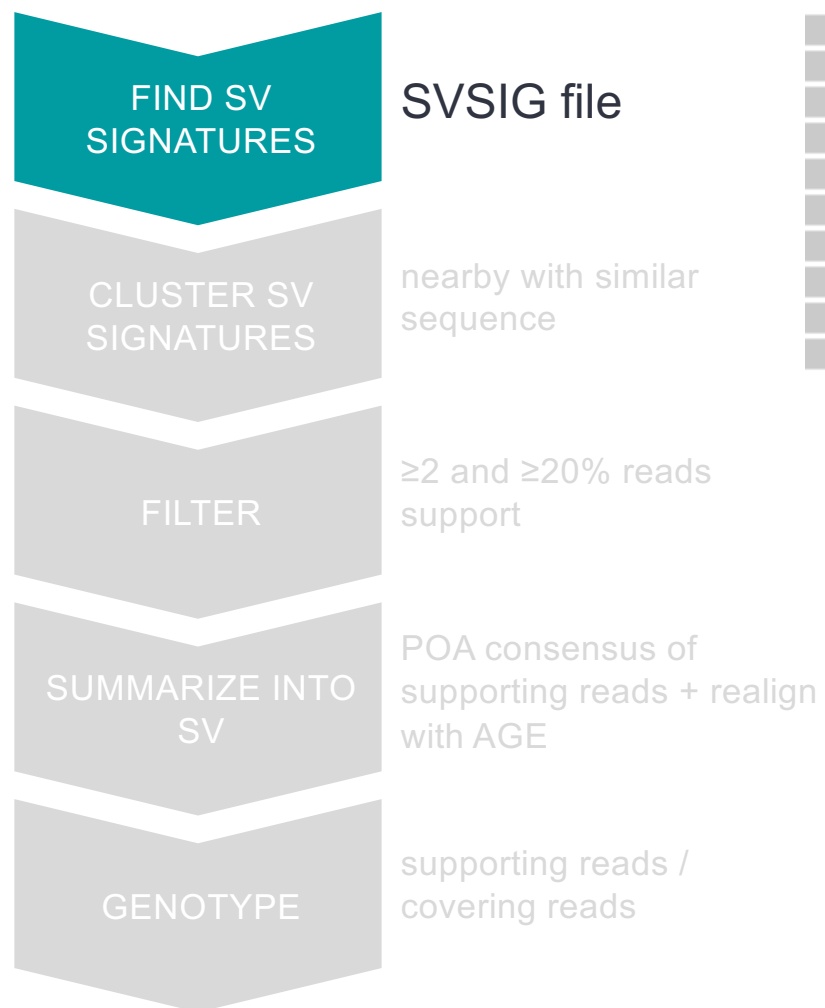 FIND SV
SIGNATURES
SVSIG file
CLUSTER SV
SIGNATURES
nearby with similar
sequence
FILTER
≥2 and ≥20% reads
support
SUMMARIZE INTO
SV
POA consensus of
supporting reads + realign
with AGE
GENOTYPE
supporting reads /
covering reads